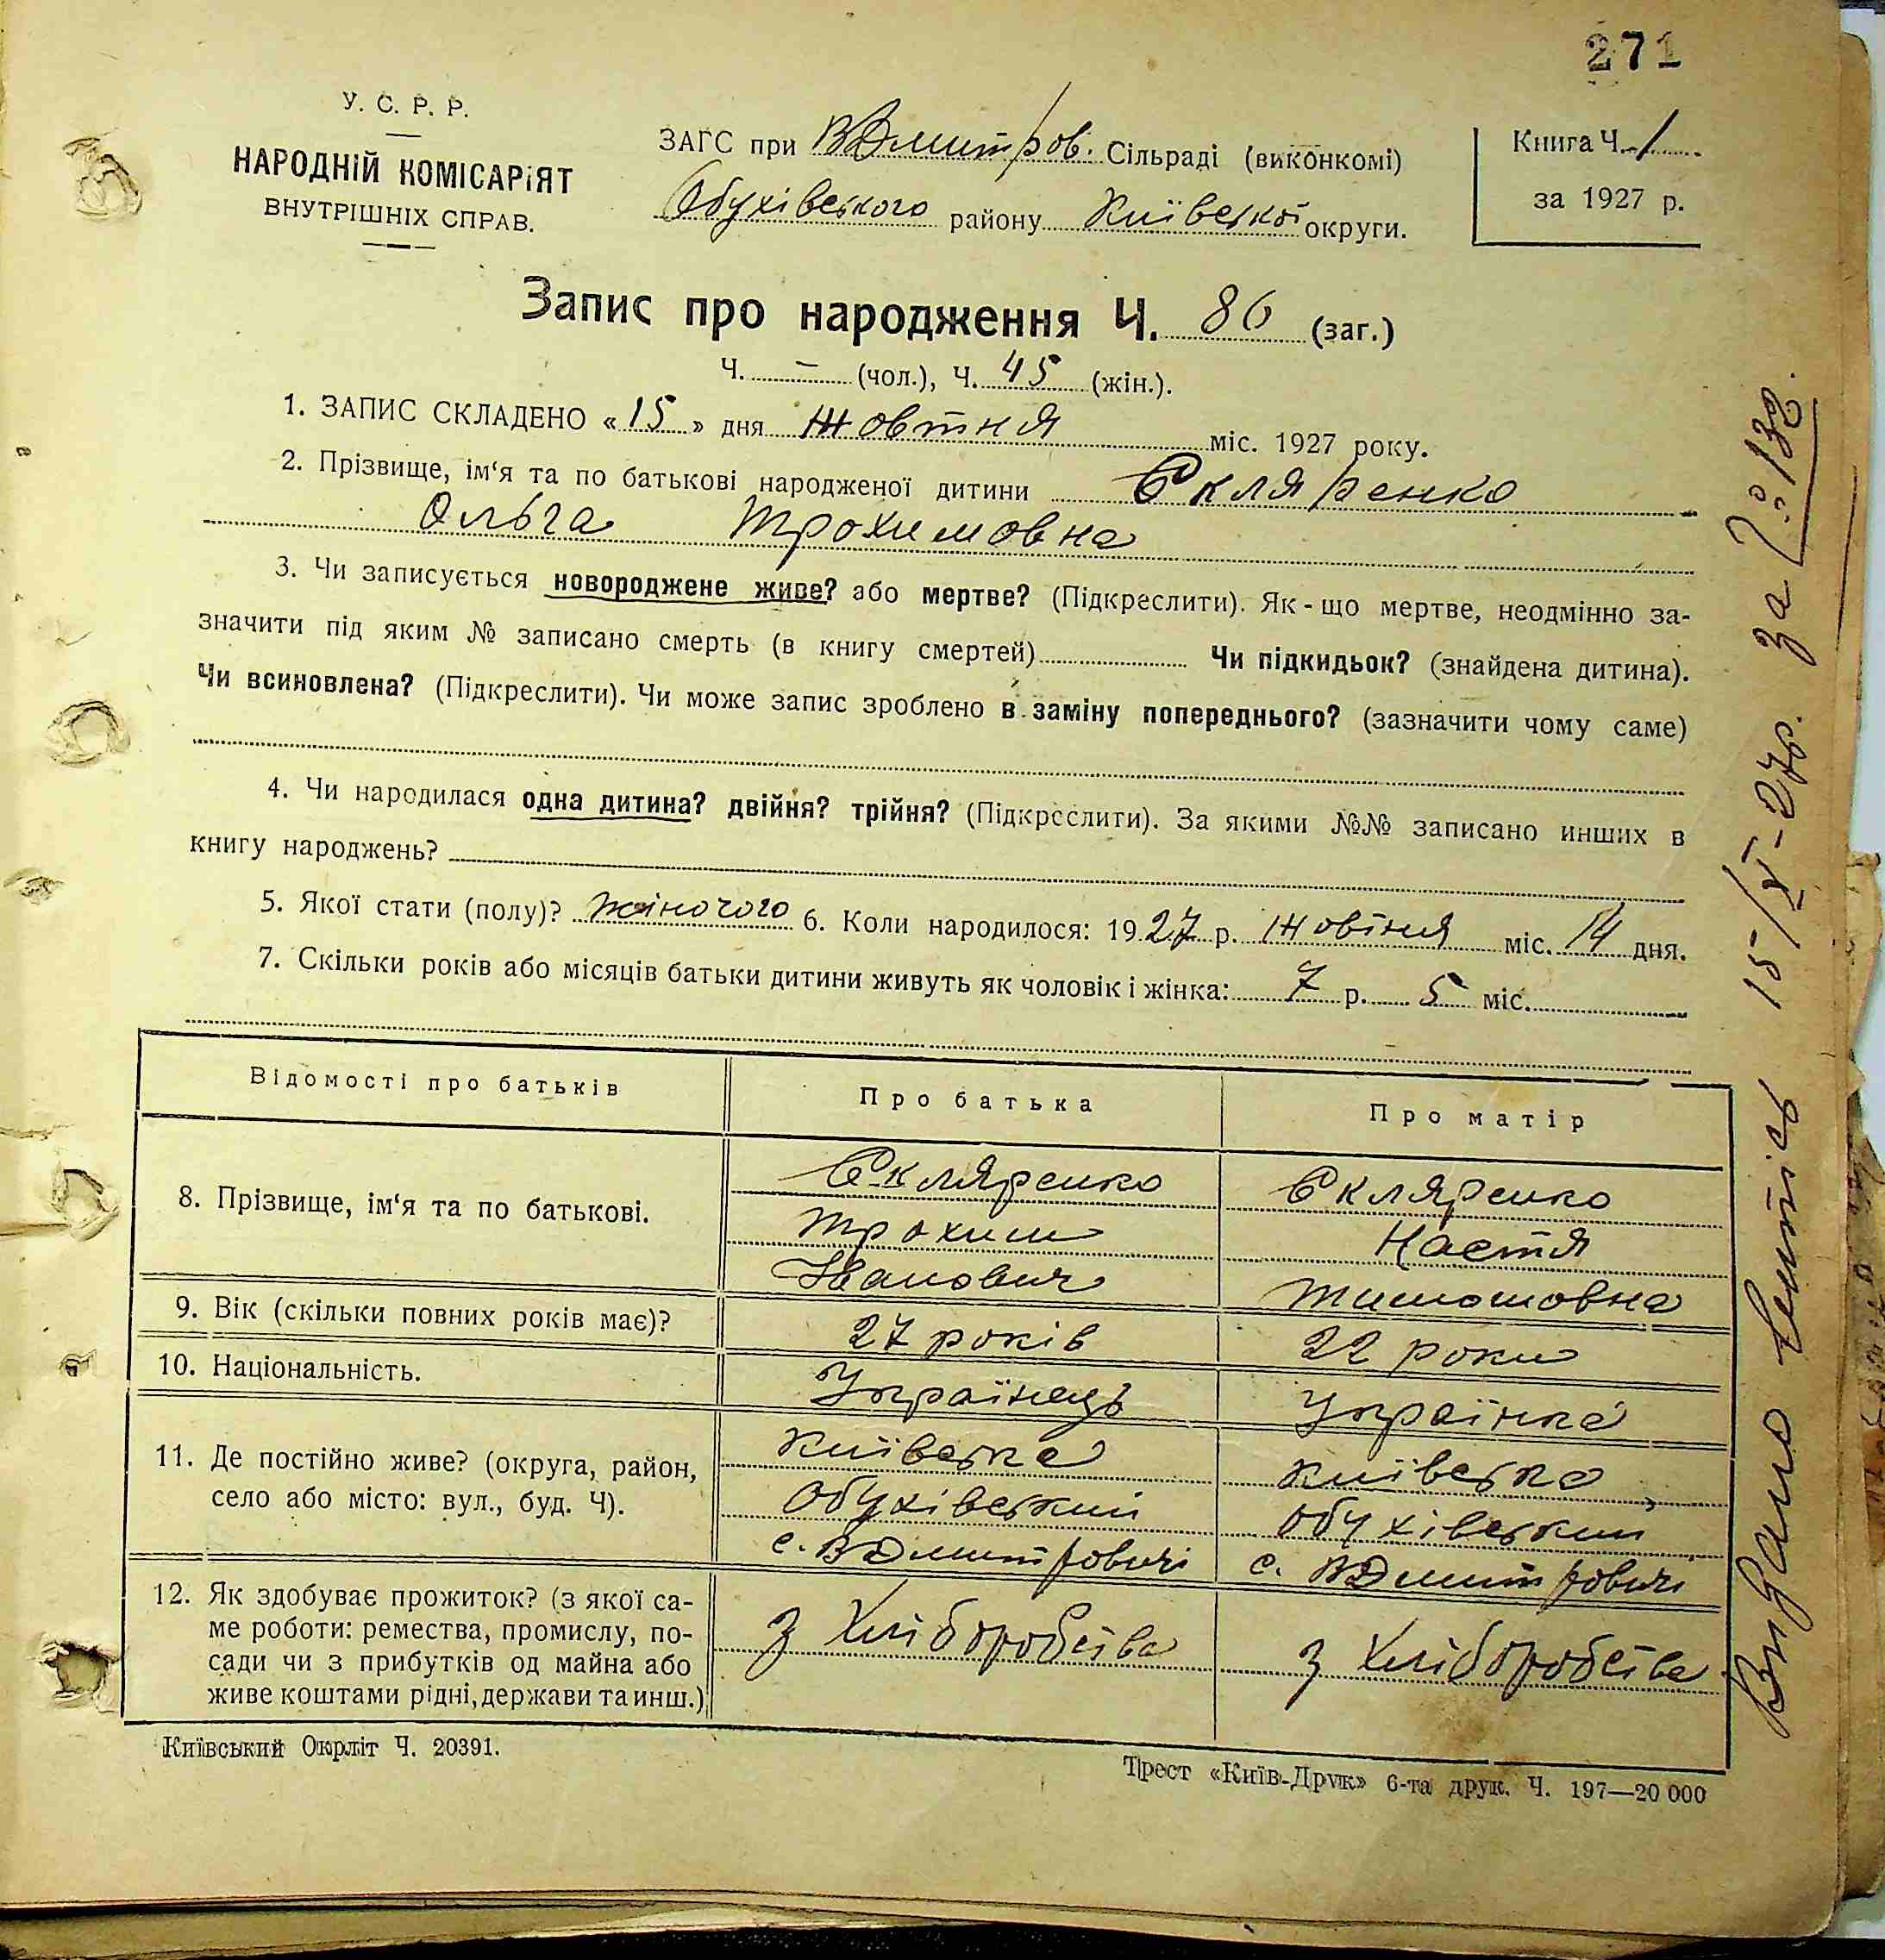 271
У. С. Р. Р.
НАРОДНІЙ КОМІСАРІЯТ
ВНУТРІШНІХ СПРАВ.
ЗАГС при ВДмитров. Сільраді (виконкомі)
Обухівського району Київської округи.
Книга Ч. 1
за 1927 р.
Запис про народження Ч. 86 (заг.)
Ч. – (чол.), Ч. 45 (жін.).
1. ЗАПИС СКЛАДЕНО «15» дня Жовтня міс. 1927 року.
2. Прізвище, ім‘я та по батькові народженої дитини Скляренко
Ольга Трохимовна
3. Чи записується новороджене живе? або мертве? (Підкреслити). Як-що мертве, неодмінно за-
значити під яким № записано смерть (в книгу смертей) Чи підкидьок? (знайдена дитина).
Чи всиновлена? (Підкреслити). Чи може запис зроблено в заміну попереднього? (зазначити чому саме)
4. Чи народилася одна дитина? двійня? трійня? (Підкреслити). За якими №№ записано инших в
книгу народжень?
5. Якої стати (полу)? жіночого 6. Коли народилося: 1927 р. Жовтня міс. 14 дня.
7. Скільки років або місяців батьки дитини живуть як чоловік і жінка: 7 р. 5 міс.
Відомості про батьків Про батька Про матір
8. Прізвище, ім‘я та по батькові.
Скляренко
Трохим
Іванович
Скляренко
Настя
Тимошовна
9. Вік (скільки повних років має)? 27 років 22 роки
10. Національність. Українець Українка
11. Де постійно живе? (округа, район,
село або місто: вул., буд. Ч).
Київська
Обухівський
с. ВДмитровичі
Київська,
Обухівський
с. ВДмитровичі
12. Як здобуває прожиток? (з якої са-
ме роботи: ремества, промислу, по-
сади чи з прибутків од майна або
живе коштами рідні, держави та инш.)
з Хліборобства
з Хліборобства
Київський Окрліт Ч. 20391.
Трест «Київ-Друк» 6-та друк. Ч. 197—20 000
Видано витпісь 15/X-27р. за